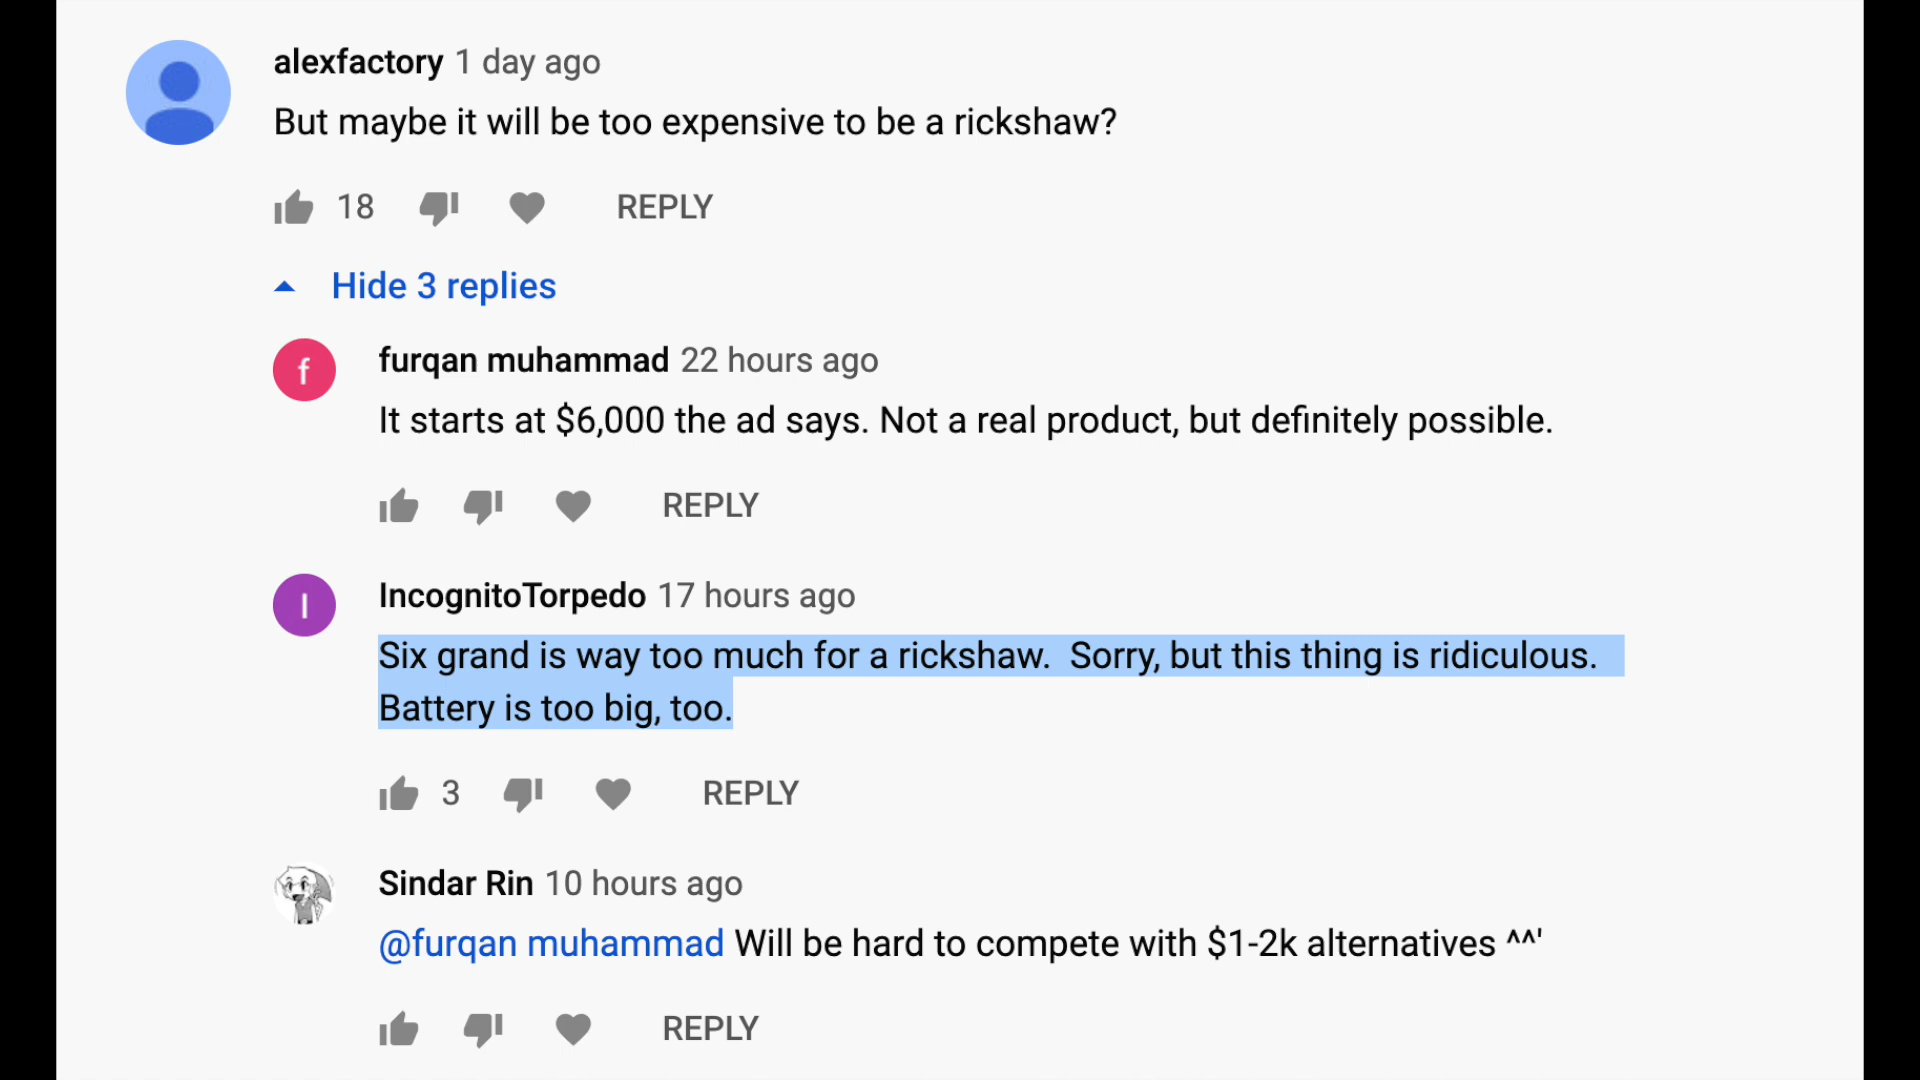 alexfactory 1 day ago
But maybe it will be too expensive to be a rickshaw?
18 REPLY
Hide 3 replies
f
furqan muhammad 22 hours ago
It starts at $6,000 the ad says. Not a real product, but definitely possible.
REPLY
I
IncognitoTorpedo 17 hours ago
Six grand is way too much for a rickshaw.  Sorry, but this thing is ridiculous.
Battery is too big, too.
3 REPLY
Sindar Rin 10 hours ago
@furqan muhammad Will be hard to compete with $1-2k alternatives ^^'
REPLY